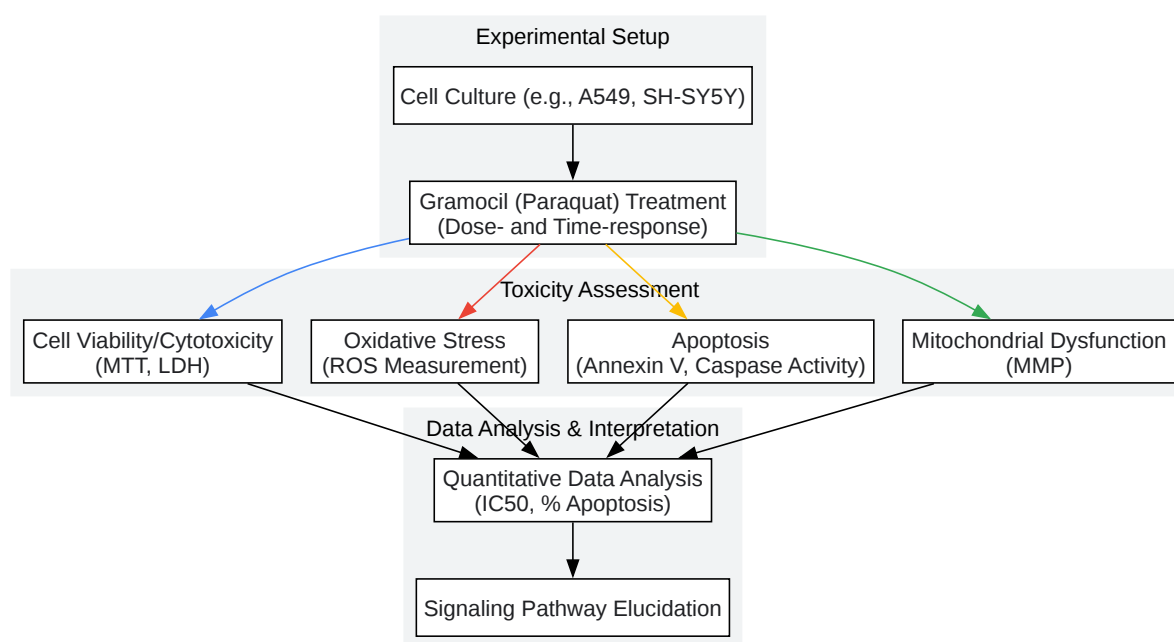 Experimental Setup
Cell Culture (e.g., A549, SH-SY5Y)
Gramocil (Paraquat) Treatment
(Dose- and Time-response)
Toxicity Assessment
Cell Viability/Cytotoxicity
(MTT, LDH)
Oxidative Stress
(ROS Measurement)
Apoptosis
(Annexin V, Caspase Activity)
Mitochondrial Dysfunction
(MMP)
Data Analysis & Interpretation
Quantitative Data Analysis
(IC50, % Apoptosis)
Signaling Pathway Elucidation